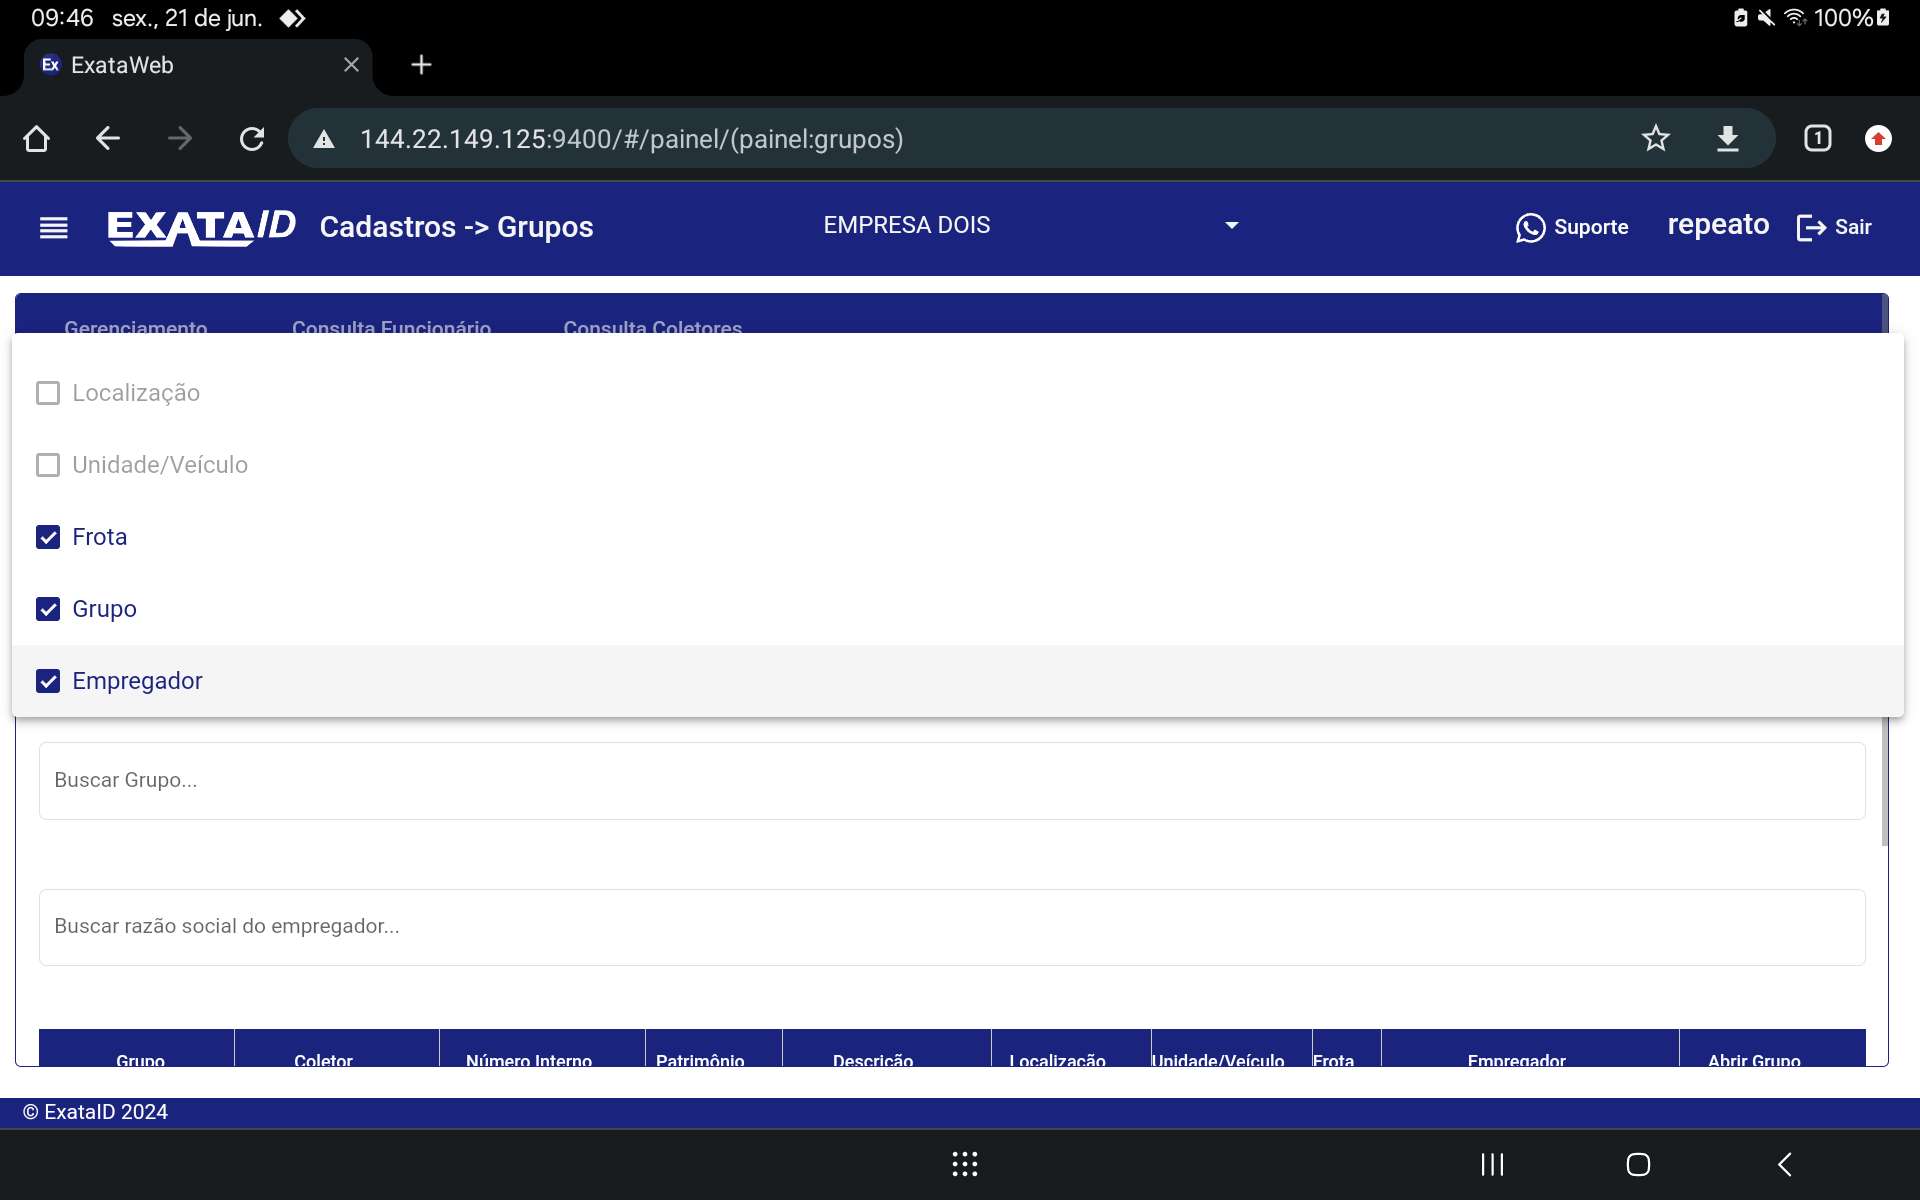 09:46 sex., 21 de jun. 100%
Ex ExataWeb
144.22.149.125:9400/#/painel/(painel:grupos) 1
EXATAID Cadastros -> Grupos EMPRESA DOIS Suporte repeato Sair
Gerenciamento Consulta Funcionário Consulta Coletores
Localização
Unidade/Veículo
Frota
Grupo
Empregador
Buscar Grupo...
Buscar razão social do empregador...
Grupo Coletor Número Interno Patrimônio Descrição Localização Unidade/Veículo Frota Empregador Abrir Grupo
© ExataID 2024